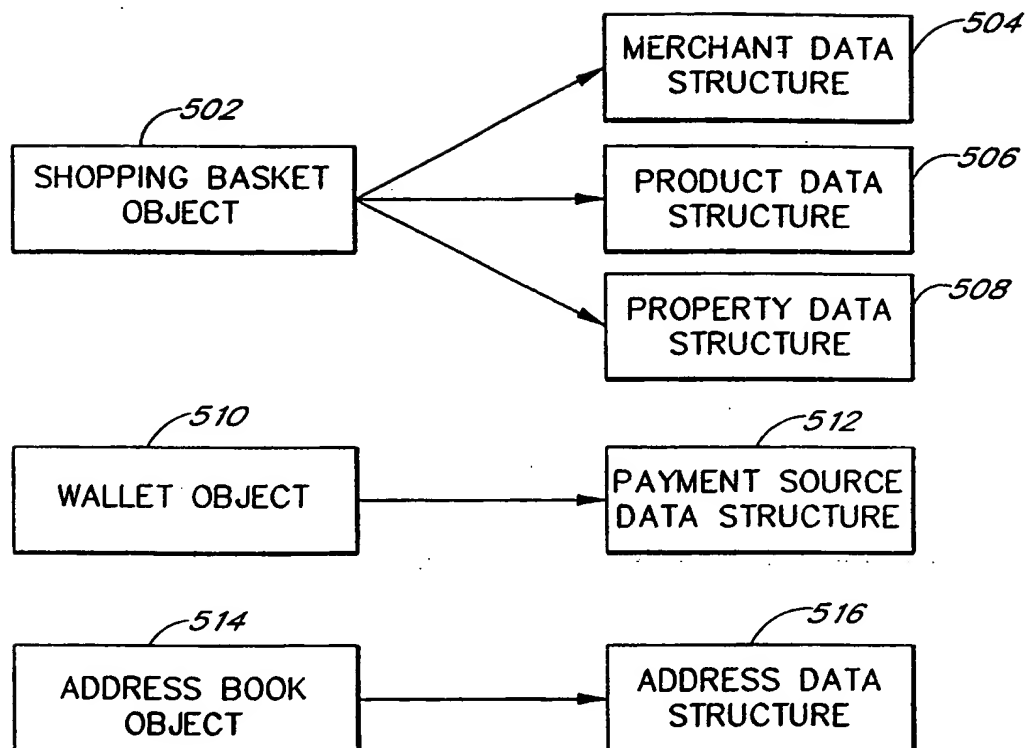 504
MERCHANT DATA
STRUCTURE
502
SHOPPING BASKET
OBJECT
506
PRODUCT DATA
STRUCTURE
508
PROPERTY DATA
STRUCTURE
510
WALLET OBJECT
512
PAYMENT SOURCE
DATA STRUCTURE
514
ADDRESS BOOK
OBJECT
516
ADDRESS DATA
STRUCTURE